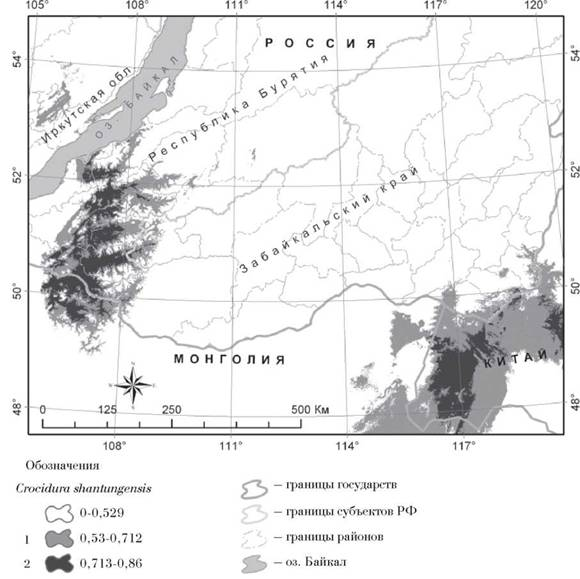 105° 108° 111° 114° 117° 120°
РОССИЯ
54° 54°
Иркутская обл.
ОЗ. БАЙКАЛ
Республика Бурятия
52° 52°
Забайкальский край
50° 50°
МОНГОЛИЯ
КИТАЙ
0 125 250 500 Км
48° 48°
108° 111° 114° 117°
Обозначения
Crocidura shantungensis
0-0,529
1 0,53-0,712
2 0,713-0,86
– границы государств
– границы субъектов РФ
– границы районов
– оз. Байкал